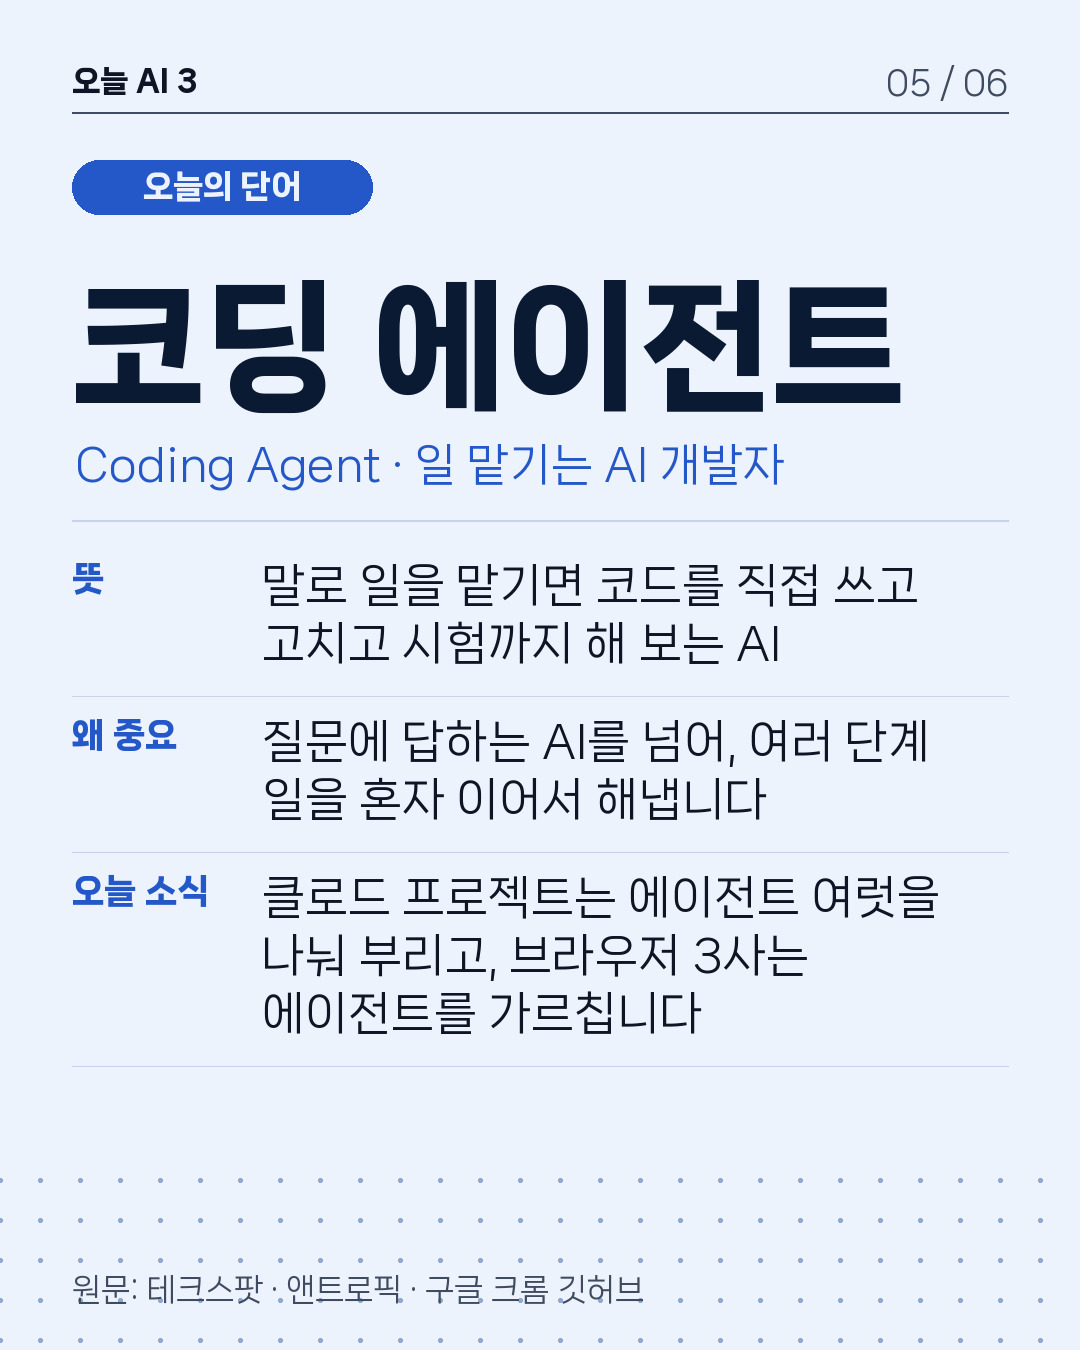 오늘 AI 3
05 / 06
오늘의 단어
코딩 에이전트
Coding Agent · 일 맡기는 AI 개발자
뜻
말로 일을 맡기면 코드를 직접 쓰고
고치고 시험까지 해 보는 AI
왜 중요
질문에 답하는 AI를 넘어, 여러 단계
일을 혼자 이어서 해냅니다
오늘 소식
클로드 프로젝트는 에이전트 여럿을
나눠 부리고, 브라우저 3사는
에이전트를 가르칩니다
원문: 테크스팟 · 앤트로픽 · 구글 크롬 깃허브